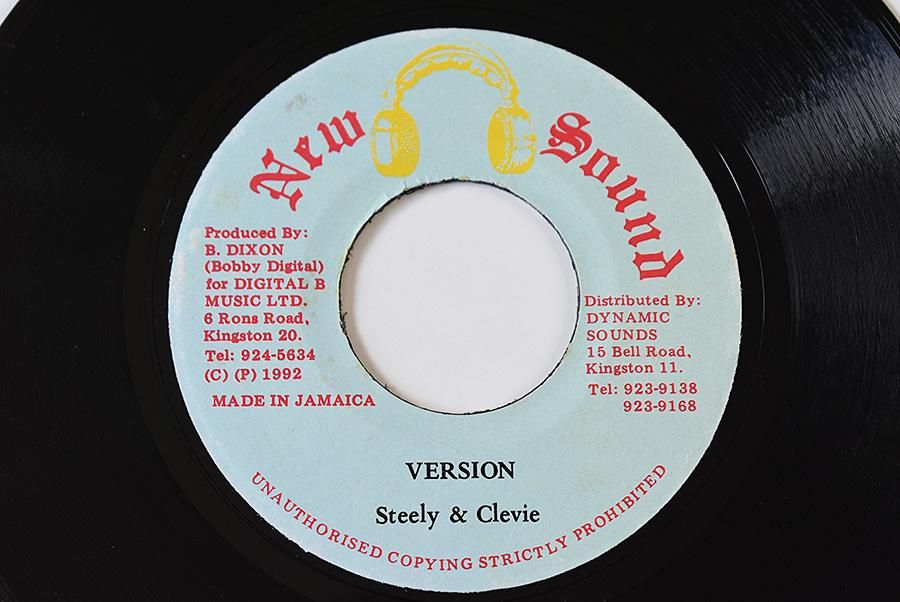 New Sound
Produced By:
B. DIXON
(Bobby Digital)
for DIGITAL B
MUSIC LTD.
6 Rons Road,
Kingston 20.
Tel: 924-5634
(C) (P) 1992
MADE IN JAMAICA
Distributed By:
DYNAMIC
SOUNDS
15 Bell Road,
Kingston 11.
Tel: 923-9138
923-9168
VERSION
Steely & Clevie
UNAUTHORISED COPYING STRICTLY PROHIBITED